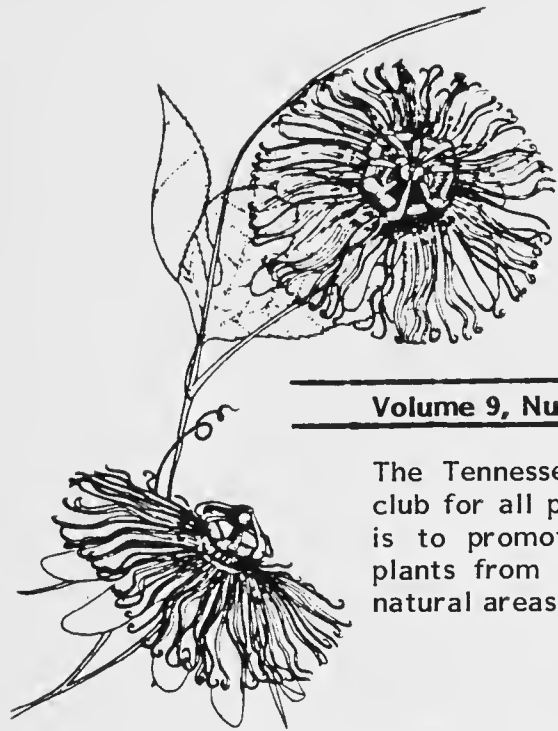 Volume 9, Nu
The Tennesse
club for all p
is to promot
plants from
natural areas